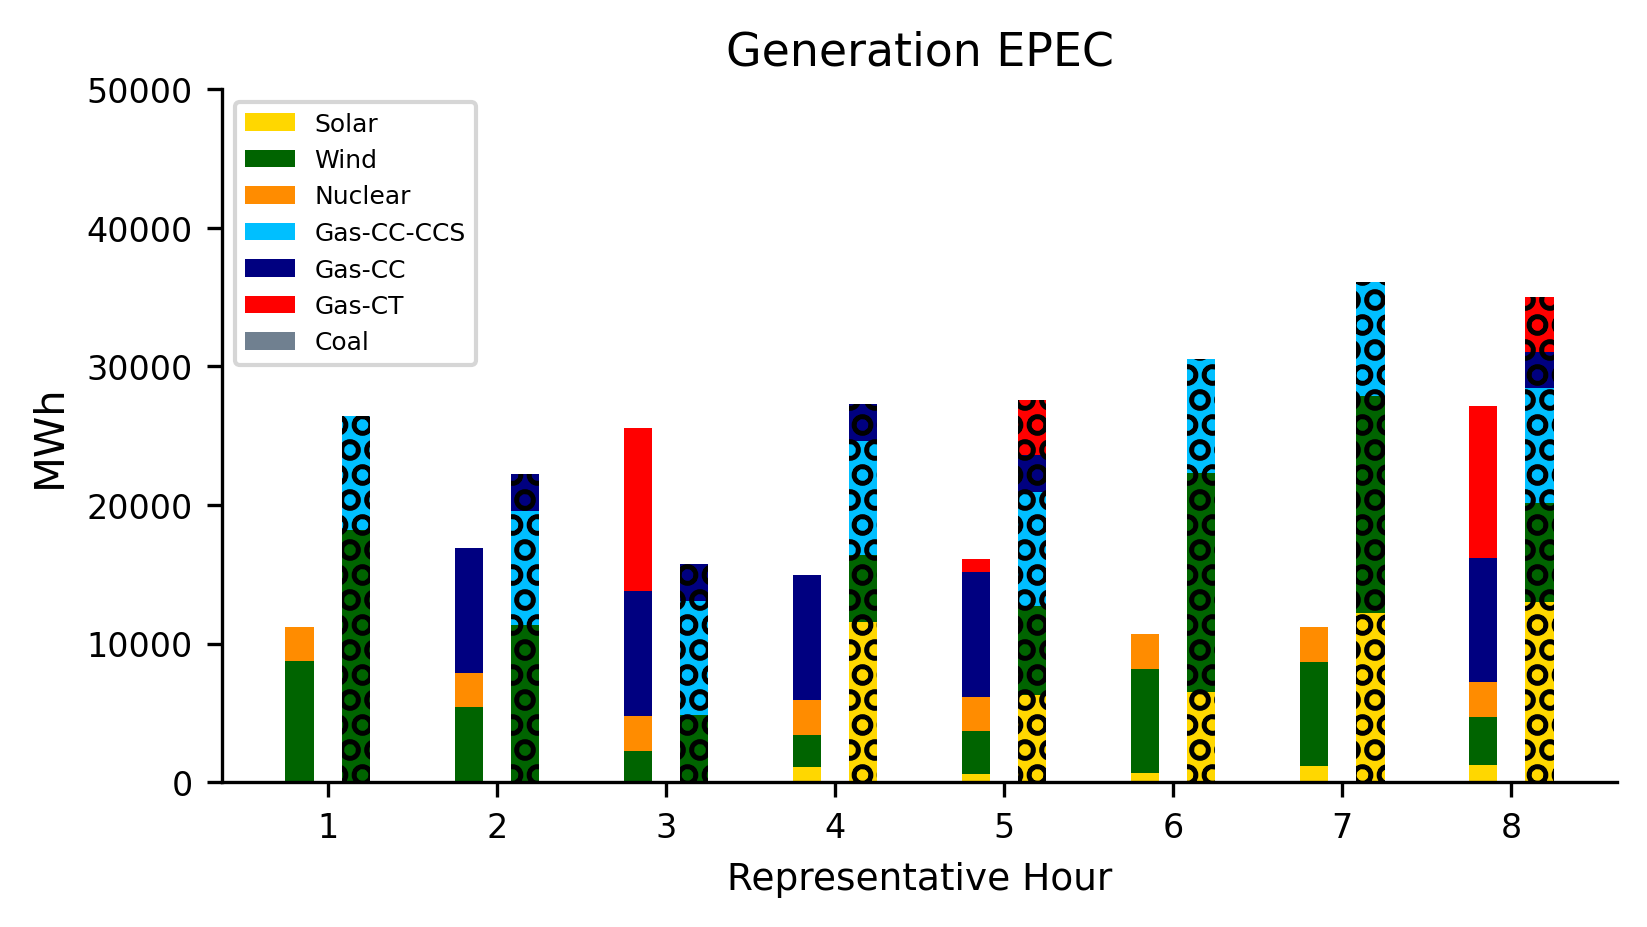 Generation EPEC
50000
40000
30000
20000
10000
0
MWh
Solar
Wind
Nuclear
Gas-CC-CCS
Gas-CC
Gas-CT
Coal
1 2 3 4 5 6 7 8
Representative Hour